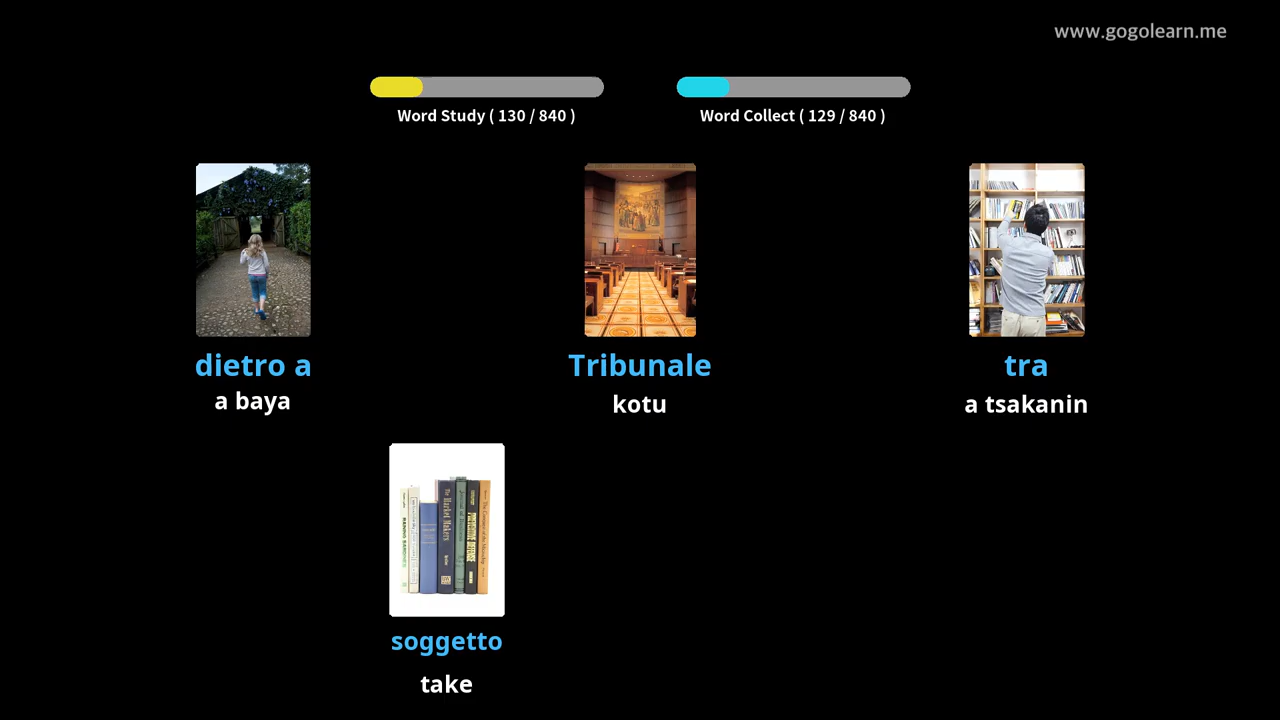 www.gogolearn.me
Word Study ( 130 / 840 )
Word Collect ( 129 / 840 )
dietro a
a baya
Tribunale
kotu
tra
a tsakanin
soggetto
take